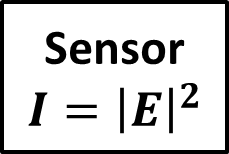 Sensor
I = |E|²